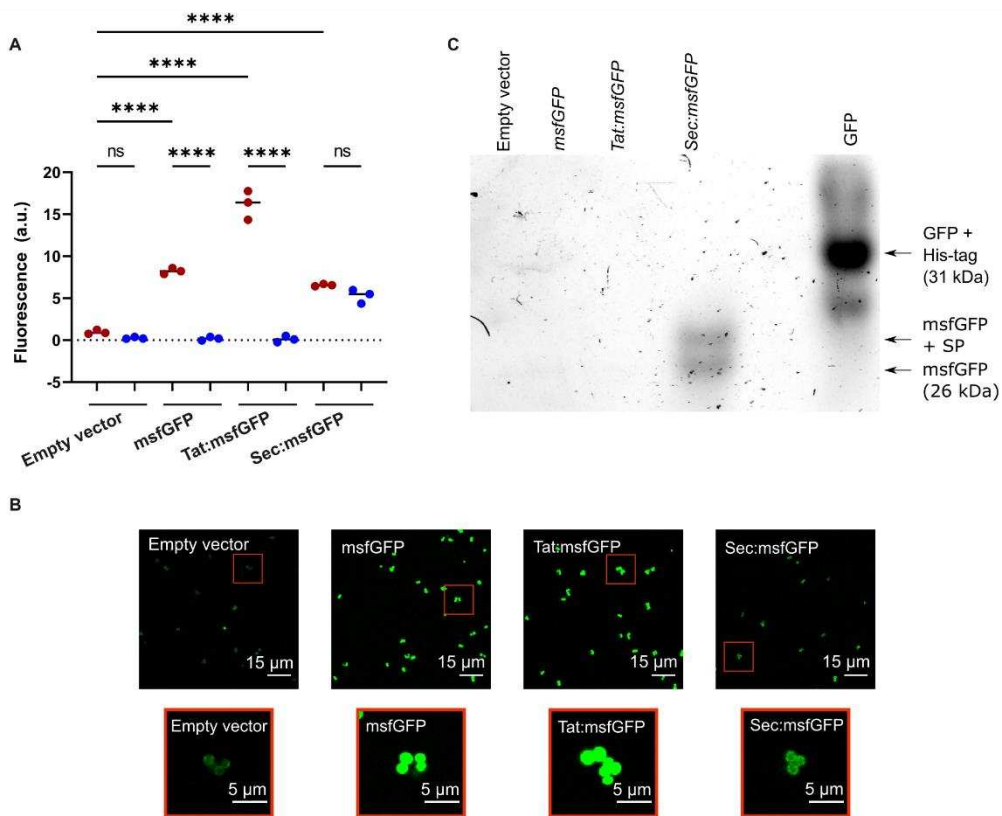 A
****
****
****
ns
****
****
ns
Fluorescence (a.u.)
20
15
10
5
0
-5
Empty vector
msfGFP
Tat:msfGFP
Sec:msfGFP
C
Empty vector
msfGFP
Tat:msfGFP
Sec:msfGFP
GFP
GFP +
His-tag
(31 kDa)
msfGFP
+ SP
msfGFP
(26 kDa)
B
Empty vector
15 µm
msfGFP
15 µm
Tat:msfGFP
15 µm
Sec:msfGFP
15 µm
Empty vector
5 µm
msfGFP
5 µm
Tat:msfGFP
5 µm
Sec:msfGFP
5 µm